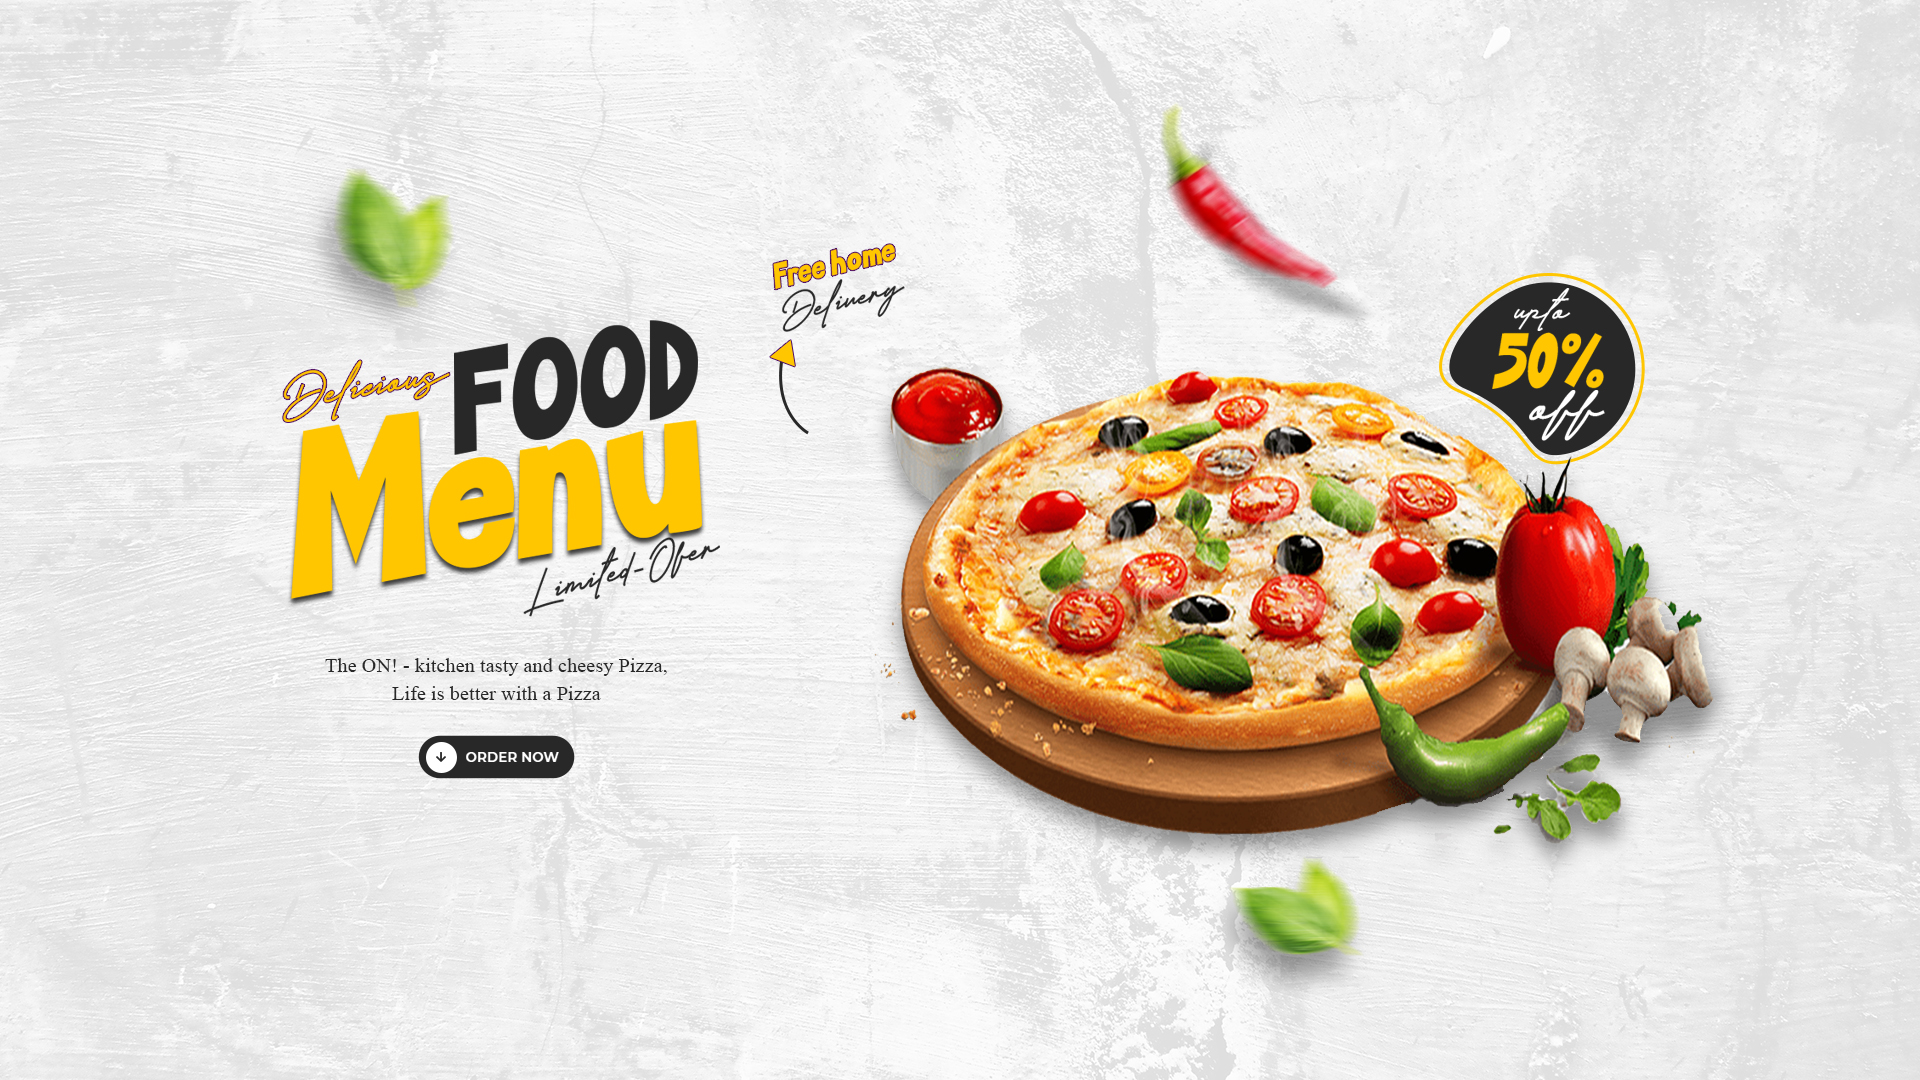 Free home
Delivery
Delicious
FOOD
Menu
Limited-Ofer
The ON! - kitchen tasty and cheesy Pizza,
Life is better with a Pizza
ORDER NOW
upto
50%
off